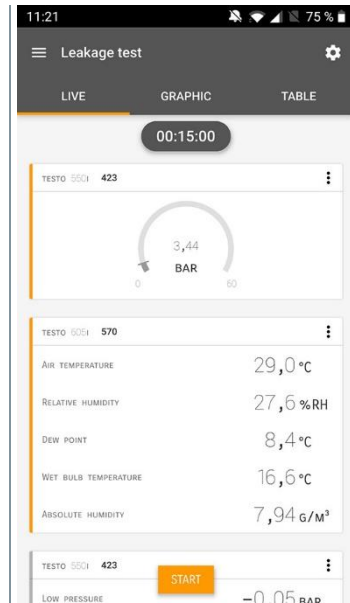 11:21 75 %
Leakage test
LIVE GRAPHIC TABLE
00:15:00
TESTO 550I 423
3,44
BAR
0 60
TESTO 605I 570
AIR TEMPERATURE 29,0 °C
RELATIVE HUMIDITY 27,6 %RH
DEW POINT 8,4 °C
WET BULB TEMPERATURE 16,6 °C
ABSOLUTE HUMIDITY 7,94 G/M³
TESTO 550I 423
START
LOW PRESSURE -0,05 BAR